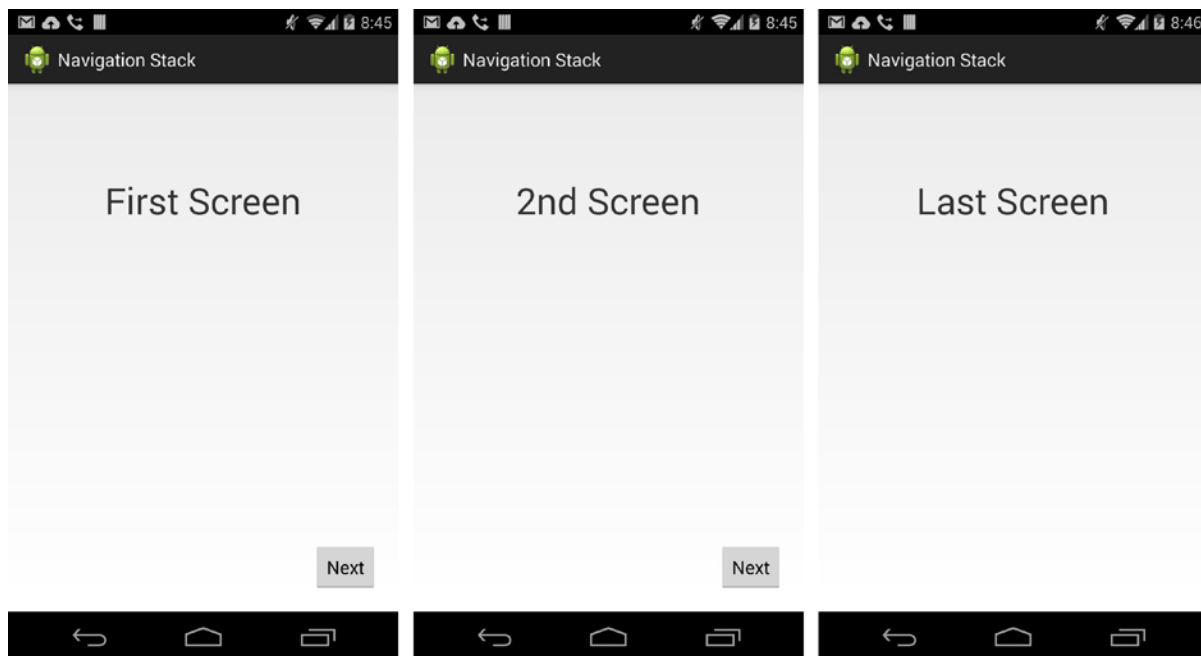 8:45
Navigation Stack
First Screen
Next
8:45
Navigation Stack
2nd Screen
Next
8:46
Navigation Stack
Last Screen